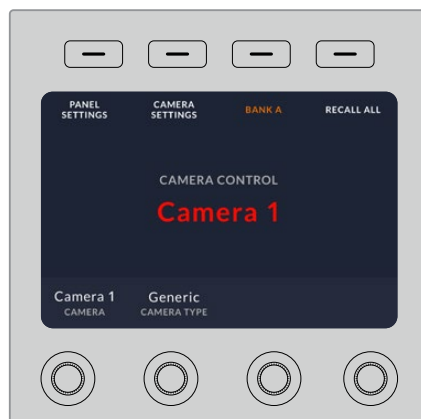 PANEL
SETTINGS
CAMERA
SETTINGS
BANK A
RECALL ALL
CAMERA CONTROL
Camera 1
Camera 1
CAMERA
Generic
CAMERA TYPE